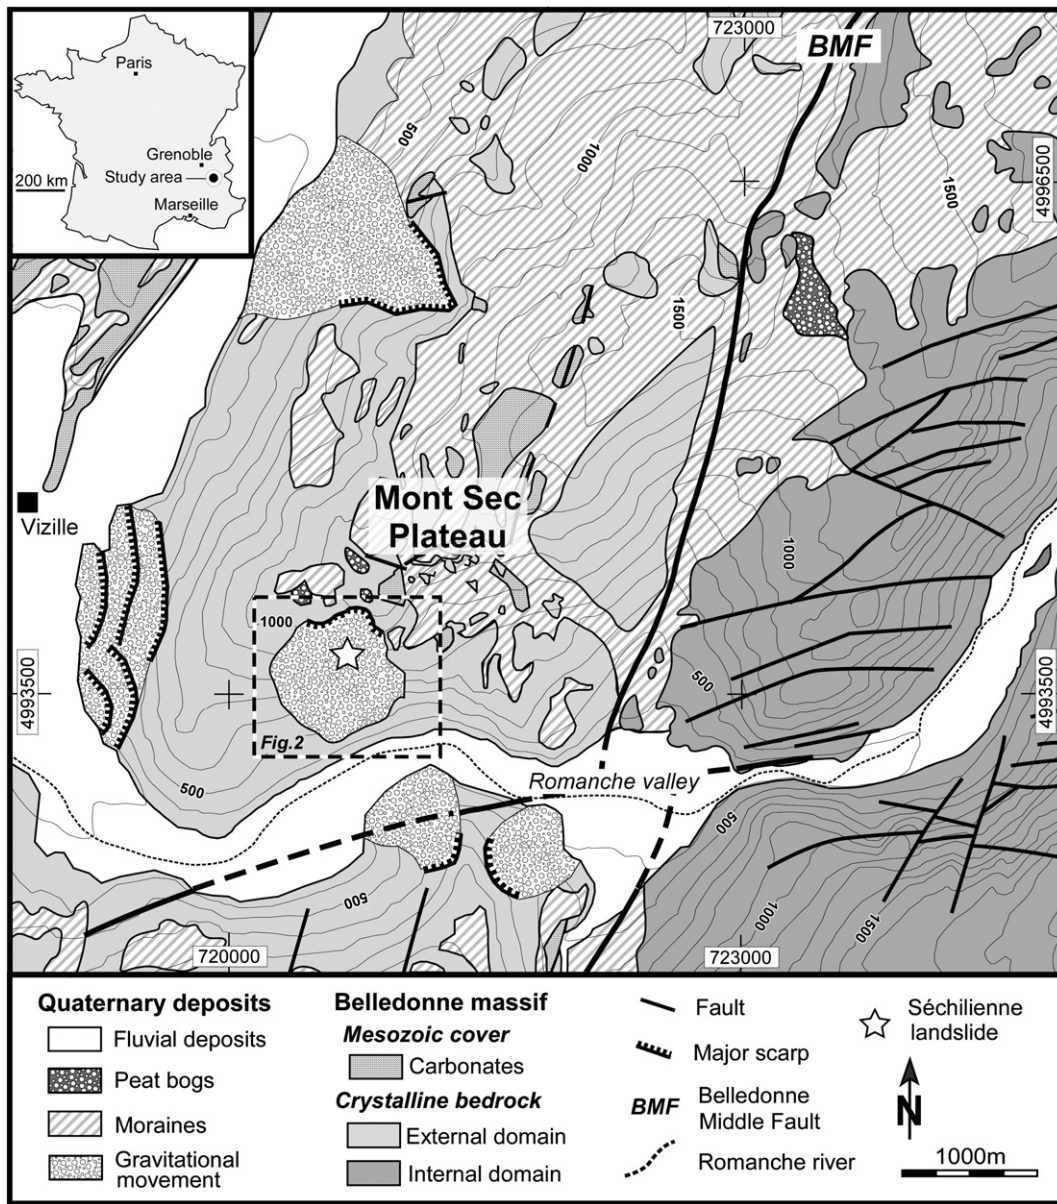 Paris
Grenoble
Study area
200 km
Marseille
723000
BMF
500
1000
1500
4996500
1500
Vizille
Mont Sec
Plateau
1000
1000
4993500
500
4993500
Fig.2
500
Romanche valley
500
500
1000
1500
720000
723000
Quaternary deposits
Fluvial deposits
Peat bogs
Moraines
Gravitational
movement
Belledonne massif
Mesozoic cover
Carbonates
Crystalline bedrock
External domain
Internal domain
Fault
Major scarp
BMF Belledonne
Middle Fault
Romanche river
Séchilienne
landslide
N
1000m